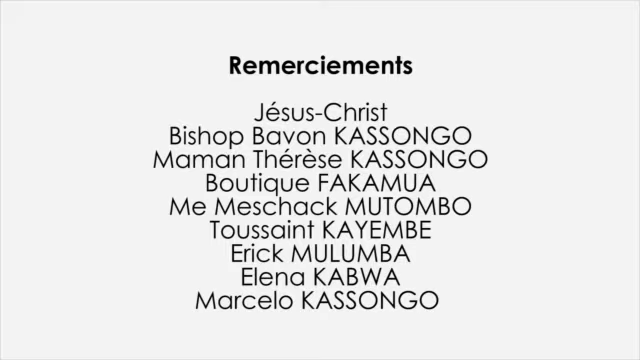 Remerciements
Jésus-Christ
Bishop Bavon KASSONGO
Maman Thérèse KASSONGO
Boutique FAKAMUA
Me Meschack MUTOMBO
Toussaint KAYEMBE
Erick MULUMBA
Elena KABWA
Marcelo KASSONGO